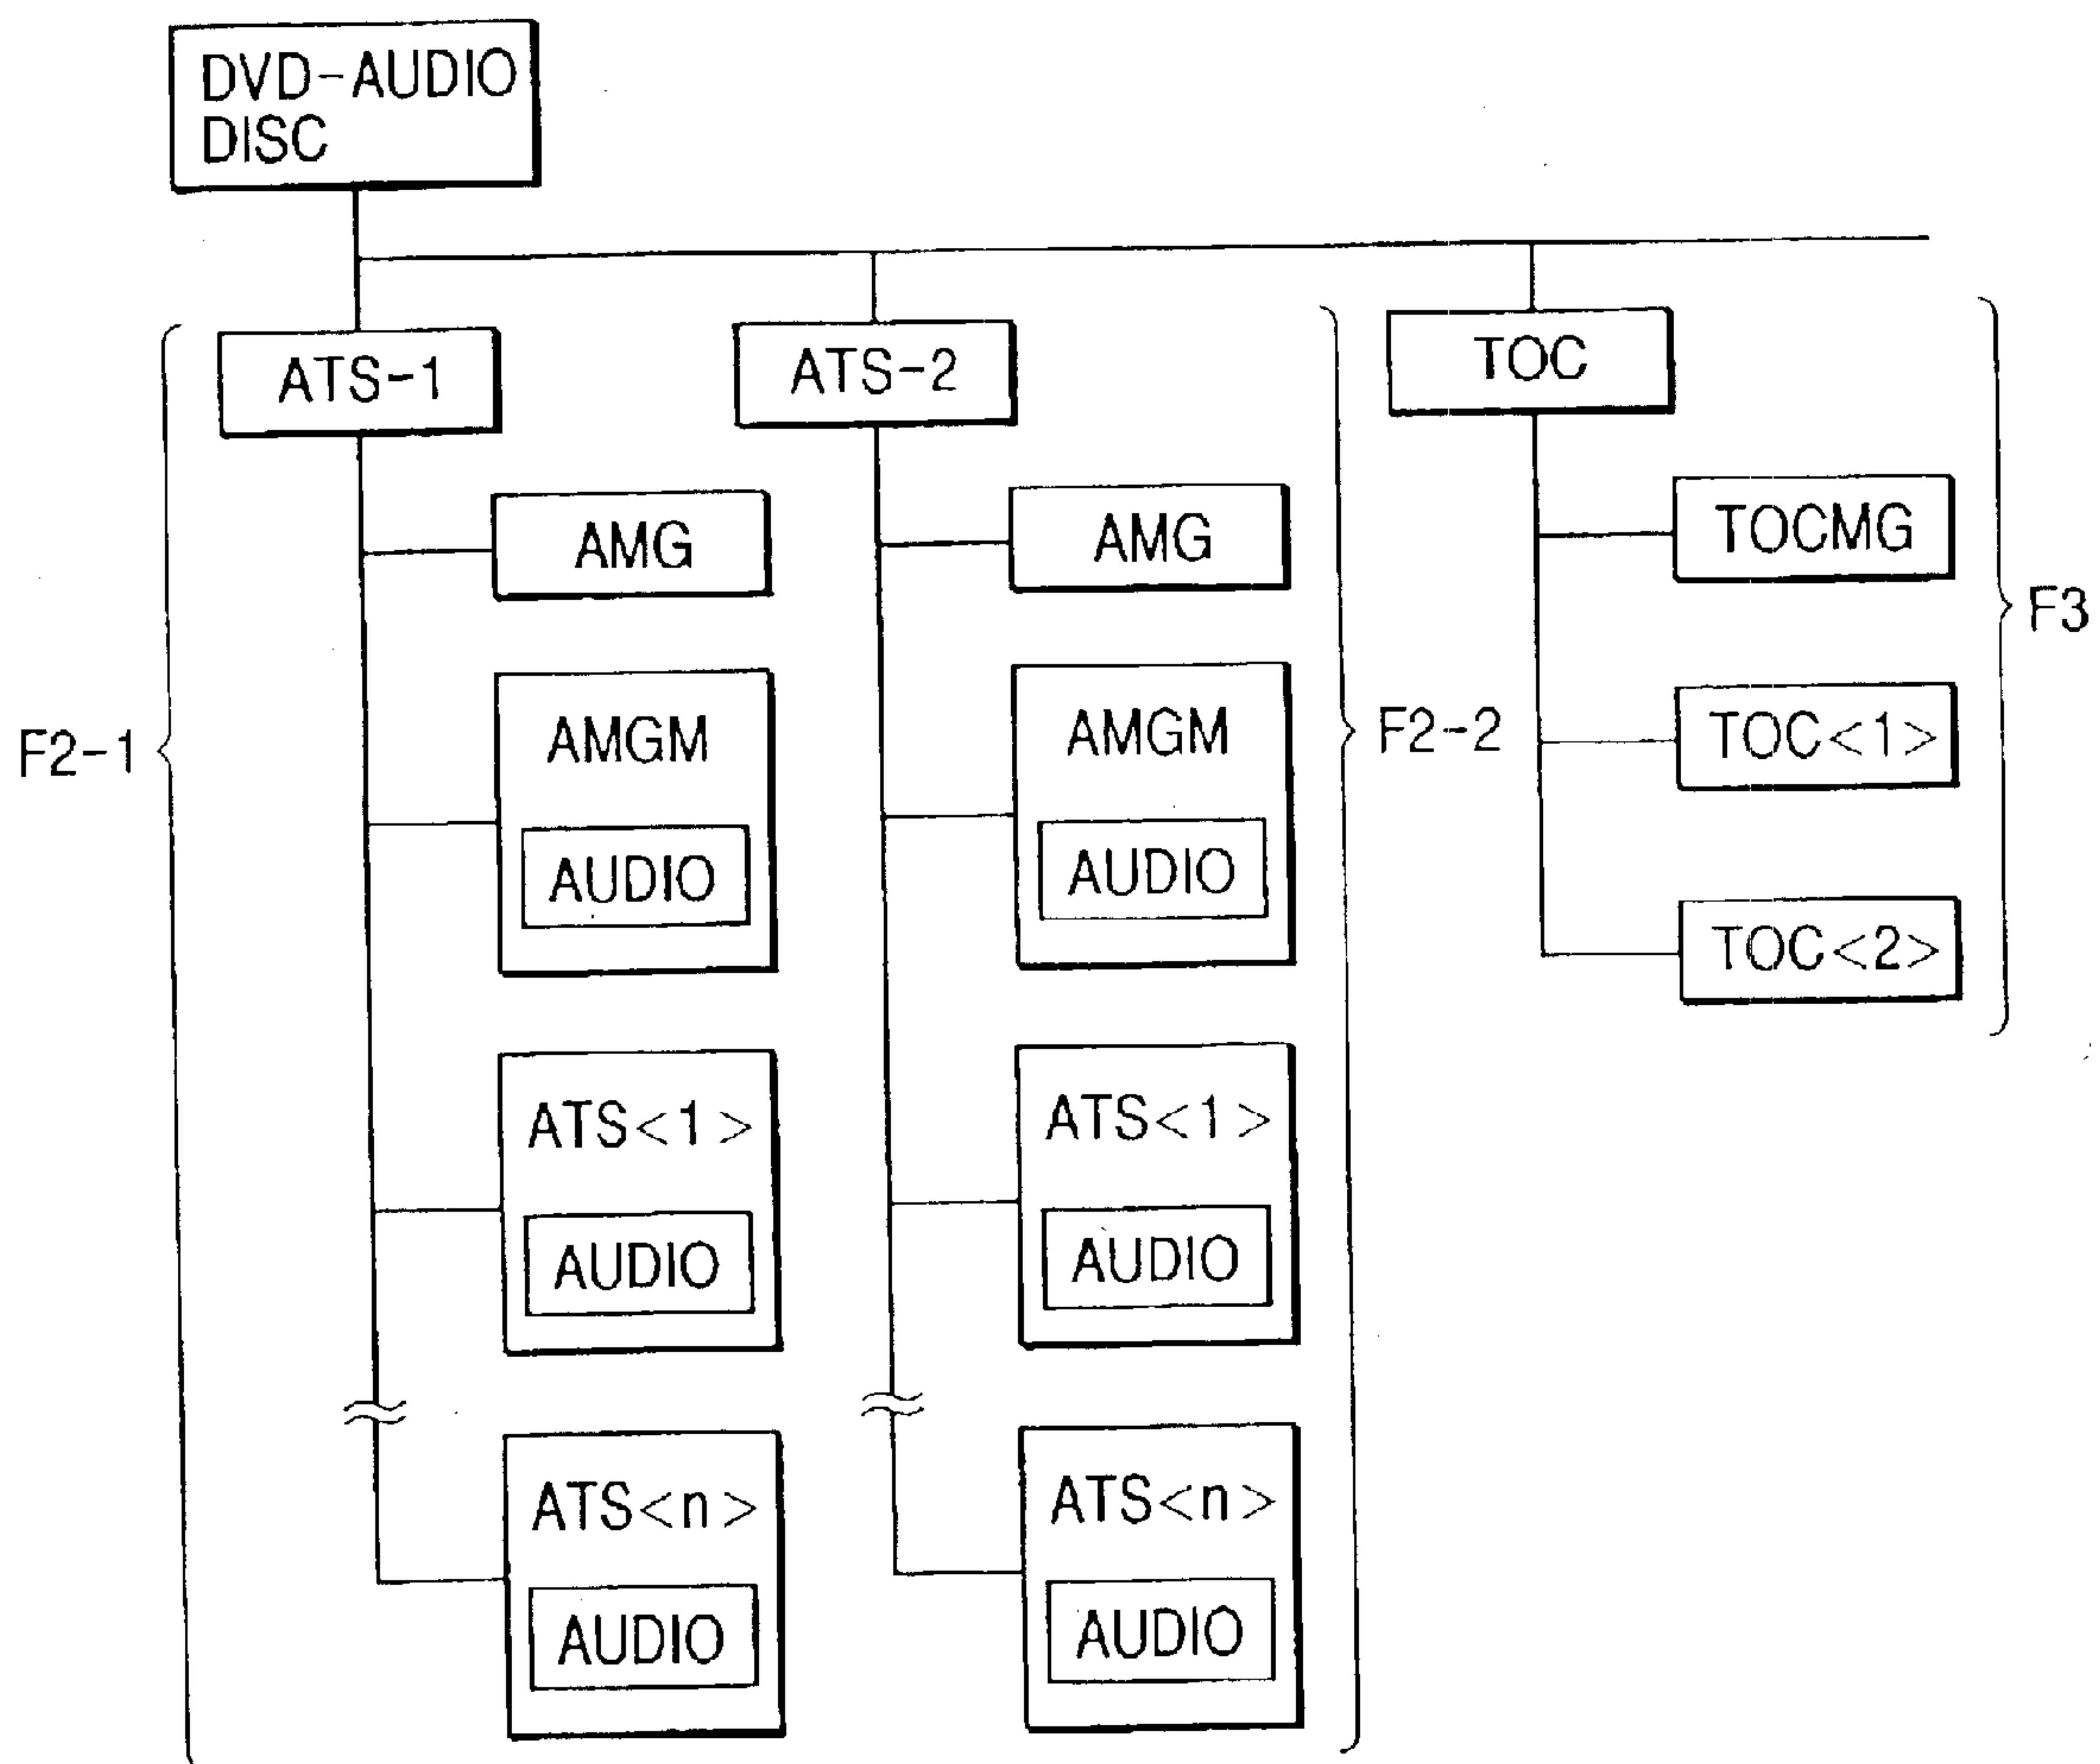 DVD-AUDIO
DISC
ATS-1
ATS-2
TOC
AMG
AMG
TOCMG
F3
F2-1
AMGM
AUDIO
AMGM
AUDIO
F2-2
TOC<1>
TOC<2>
ATS<1>
AUDIO
ATS<1>
AUDIO
ATS<n>
AUDIO
ATS<n>
AUDIO